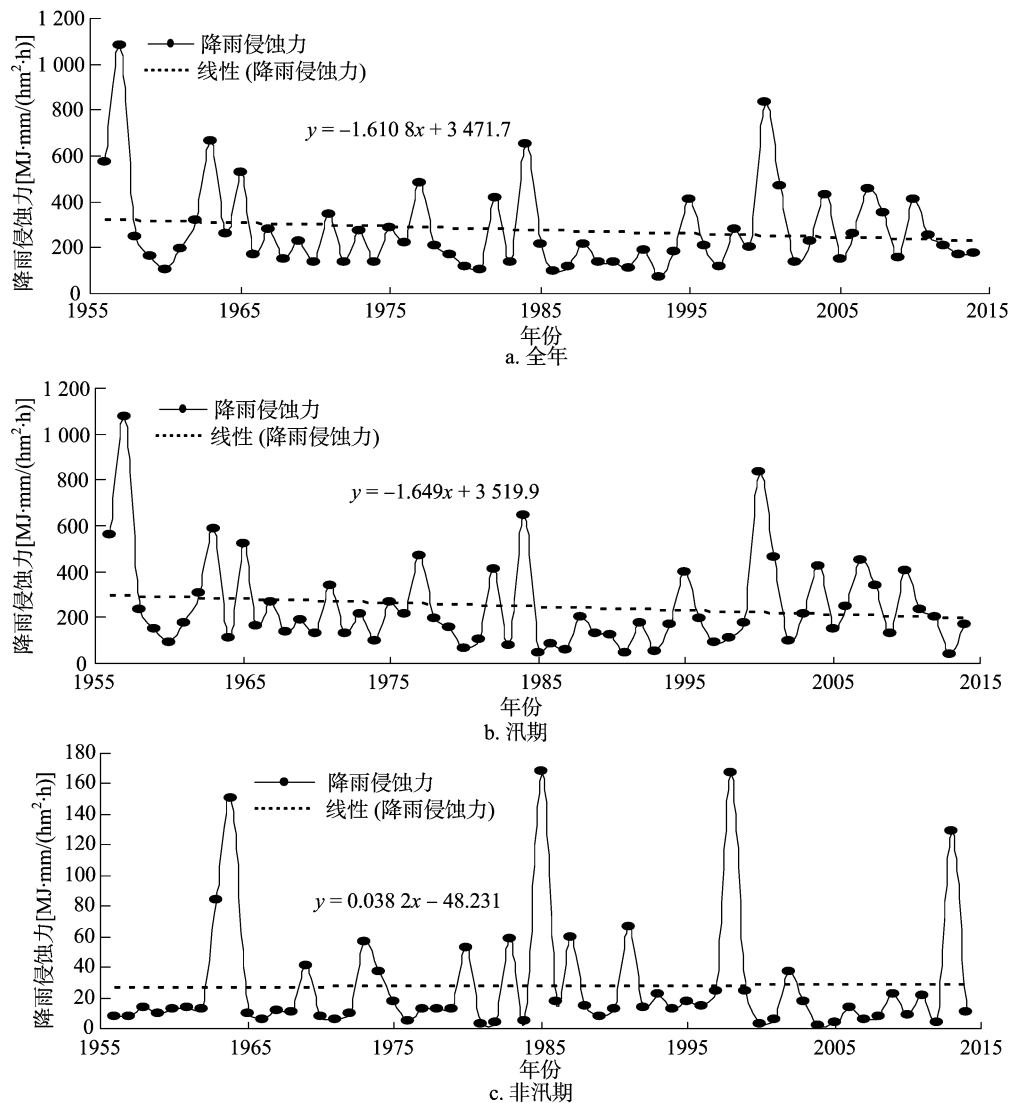 降雨侵蚀力[MJ·mm/(hm²·h)]
1 200
1 000
800
600
400
200
0
降雨侵蚀力
线性 (降雨侵蚀力)
y = –1.610 8x + 3 471.7
1955 1965 1975 1985 1995 2005 2015
年份
a. 全年
降雨侵蚀力[MJ·mm/(hm²·h)]
1 200
1 000
800
600
400
200
0
降雨侵蚀力
线性 (降雨侵蚀力)
y = –1.649x + 3 519.9
1955 1965 1975 1985 1995 2005 2015
年份
b. 汛期
降雨侵蚀力[MJ·mm/(hm²·h)]
180
160
140
120
100
80
60
40
20
0
降雨侵蚀力
线性 (降雨侵蚀力)
y = 0.038 2x – 48.231
1955 1965 1975 1985 1995 2005 2015
年份
c. 非汛期